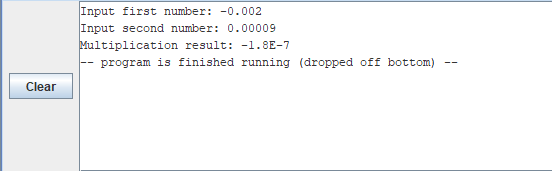 Input first number: -0.002
Input second number: 0.00009
Multiplication result: -1.8E-7
-- program is finished running (dropped off bottom) --
Clear